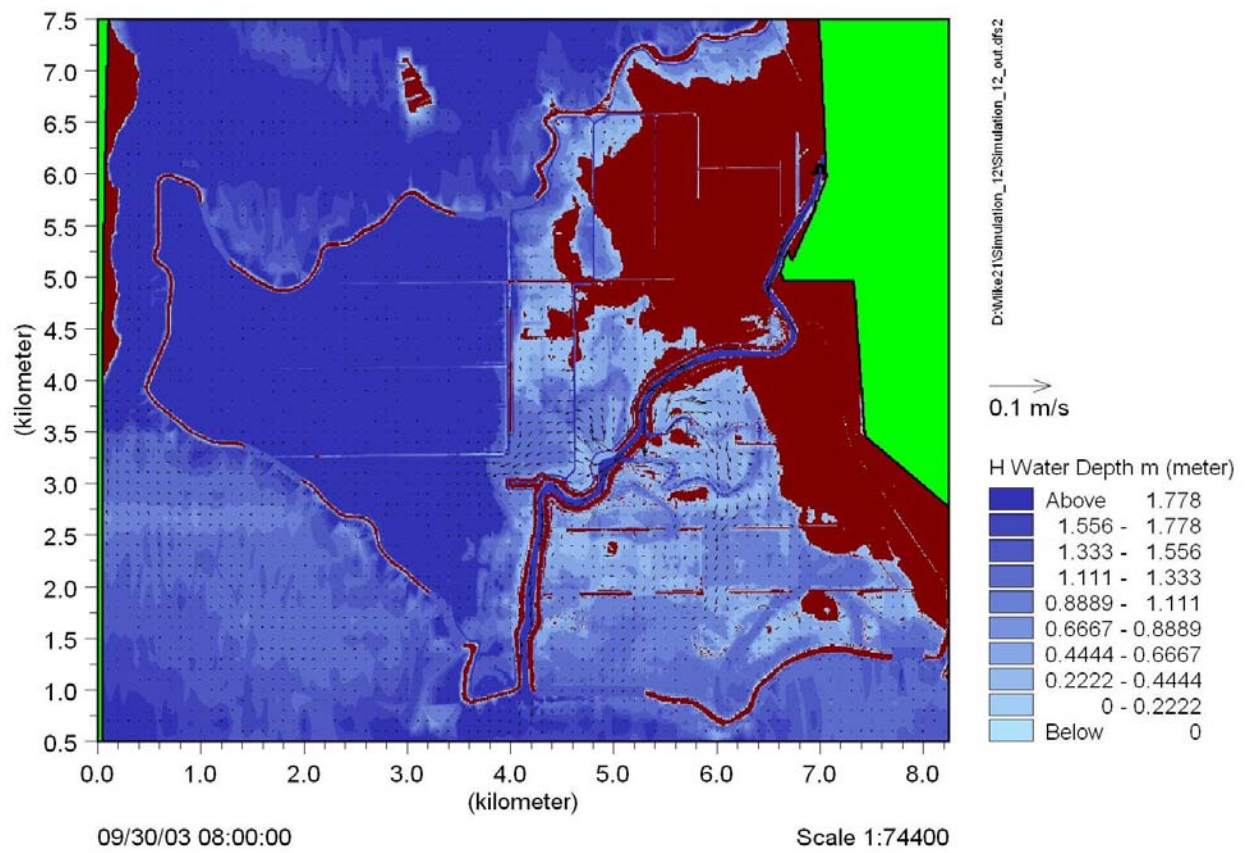 7.5
7.0
6.5
6.0
5.5
5.0
4.5
4.0
3.5
3.0
2.5
2.0
1.5
1.0
0.5
(kilometer)
0.0 1.0 2.0 3.0 4.0 5.0 6.0 7.0 8.0
(kilometer)
09/30/03 08:00:00
Scale 1:74400
D:\Mike21\Simulation_12\Simulation_12_out.dfs2
0.1 m/s
H Water Depth m (meter)
Above 1.778
1.556 - 1.778
1.333 - 1.556
1.111 - 1.333
0.8889 - 1.111
0.6667 - 0.8889
0.4444 - 0.6667
0.2222 - 0.4444
0 - 0.2222
Below 0